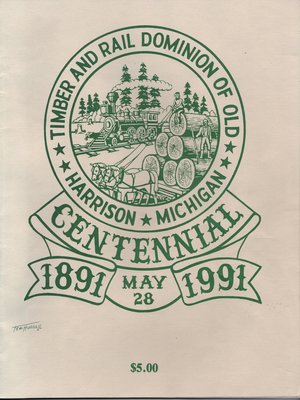 ★ TIMBER AND RAIL DOMINION OF OLD ★
★ HARRISON ★ MICHIGAN ★
CENTENNIAL
1891 MAY 28 1991
$5.00